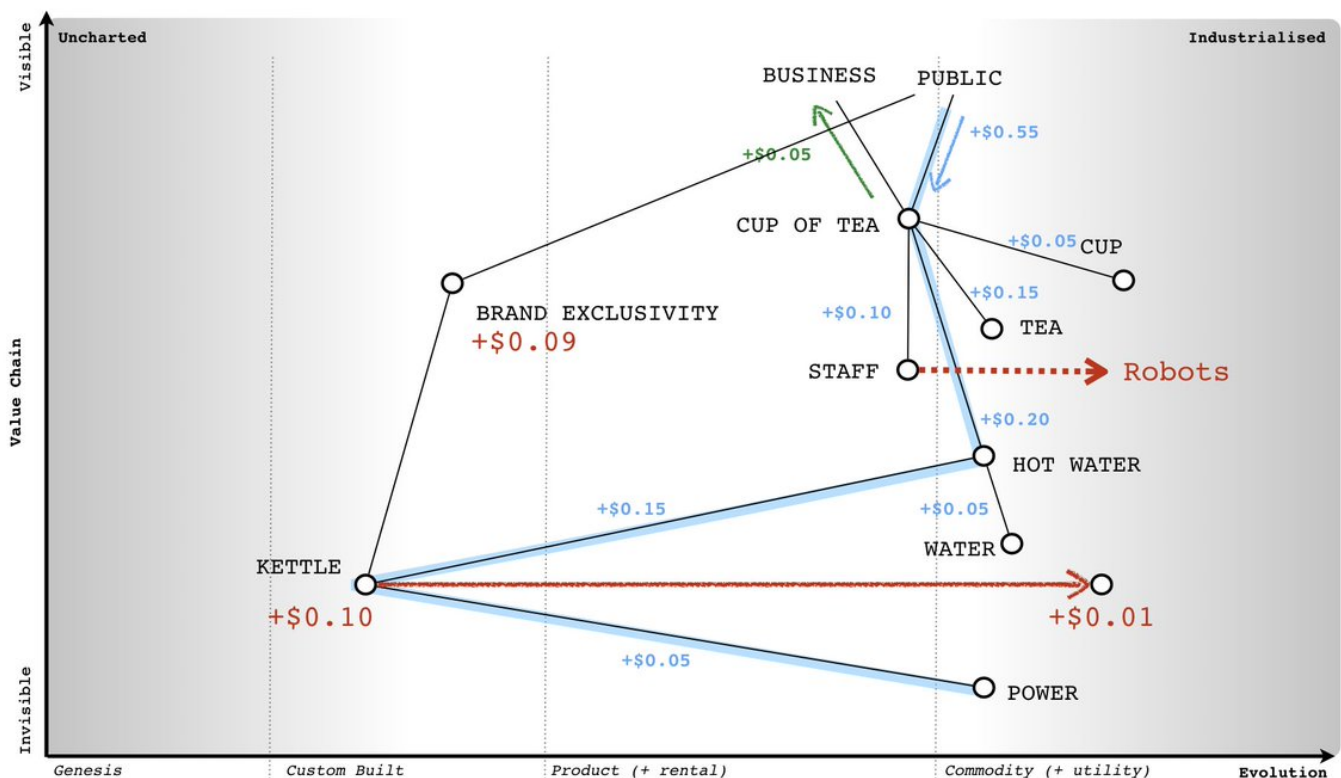 Uncharted
Industrialised
Visible
BUSINESS
PUBLIC
+$0.55
+$0.05
CUP OF TEA
+$0.05
CUP
+$0.15
BRAND EXCLUSIVITY
+$0.09
+$0.10
TEA
STAFF
Robots
Value Chain
+$0.20
HOT WATER
+$0.15
+$0.05
WATER
KETTLE
+$0.10
+$0.01
+$0.05
POWER
Invisible
Genesis
Custom Built
Product (+ rental)
Commodity (+ utility)
Evolution